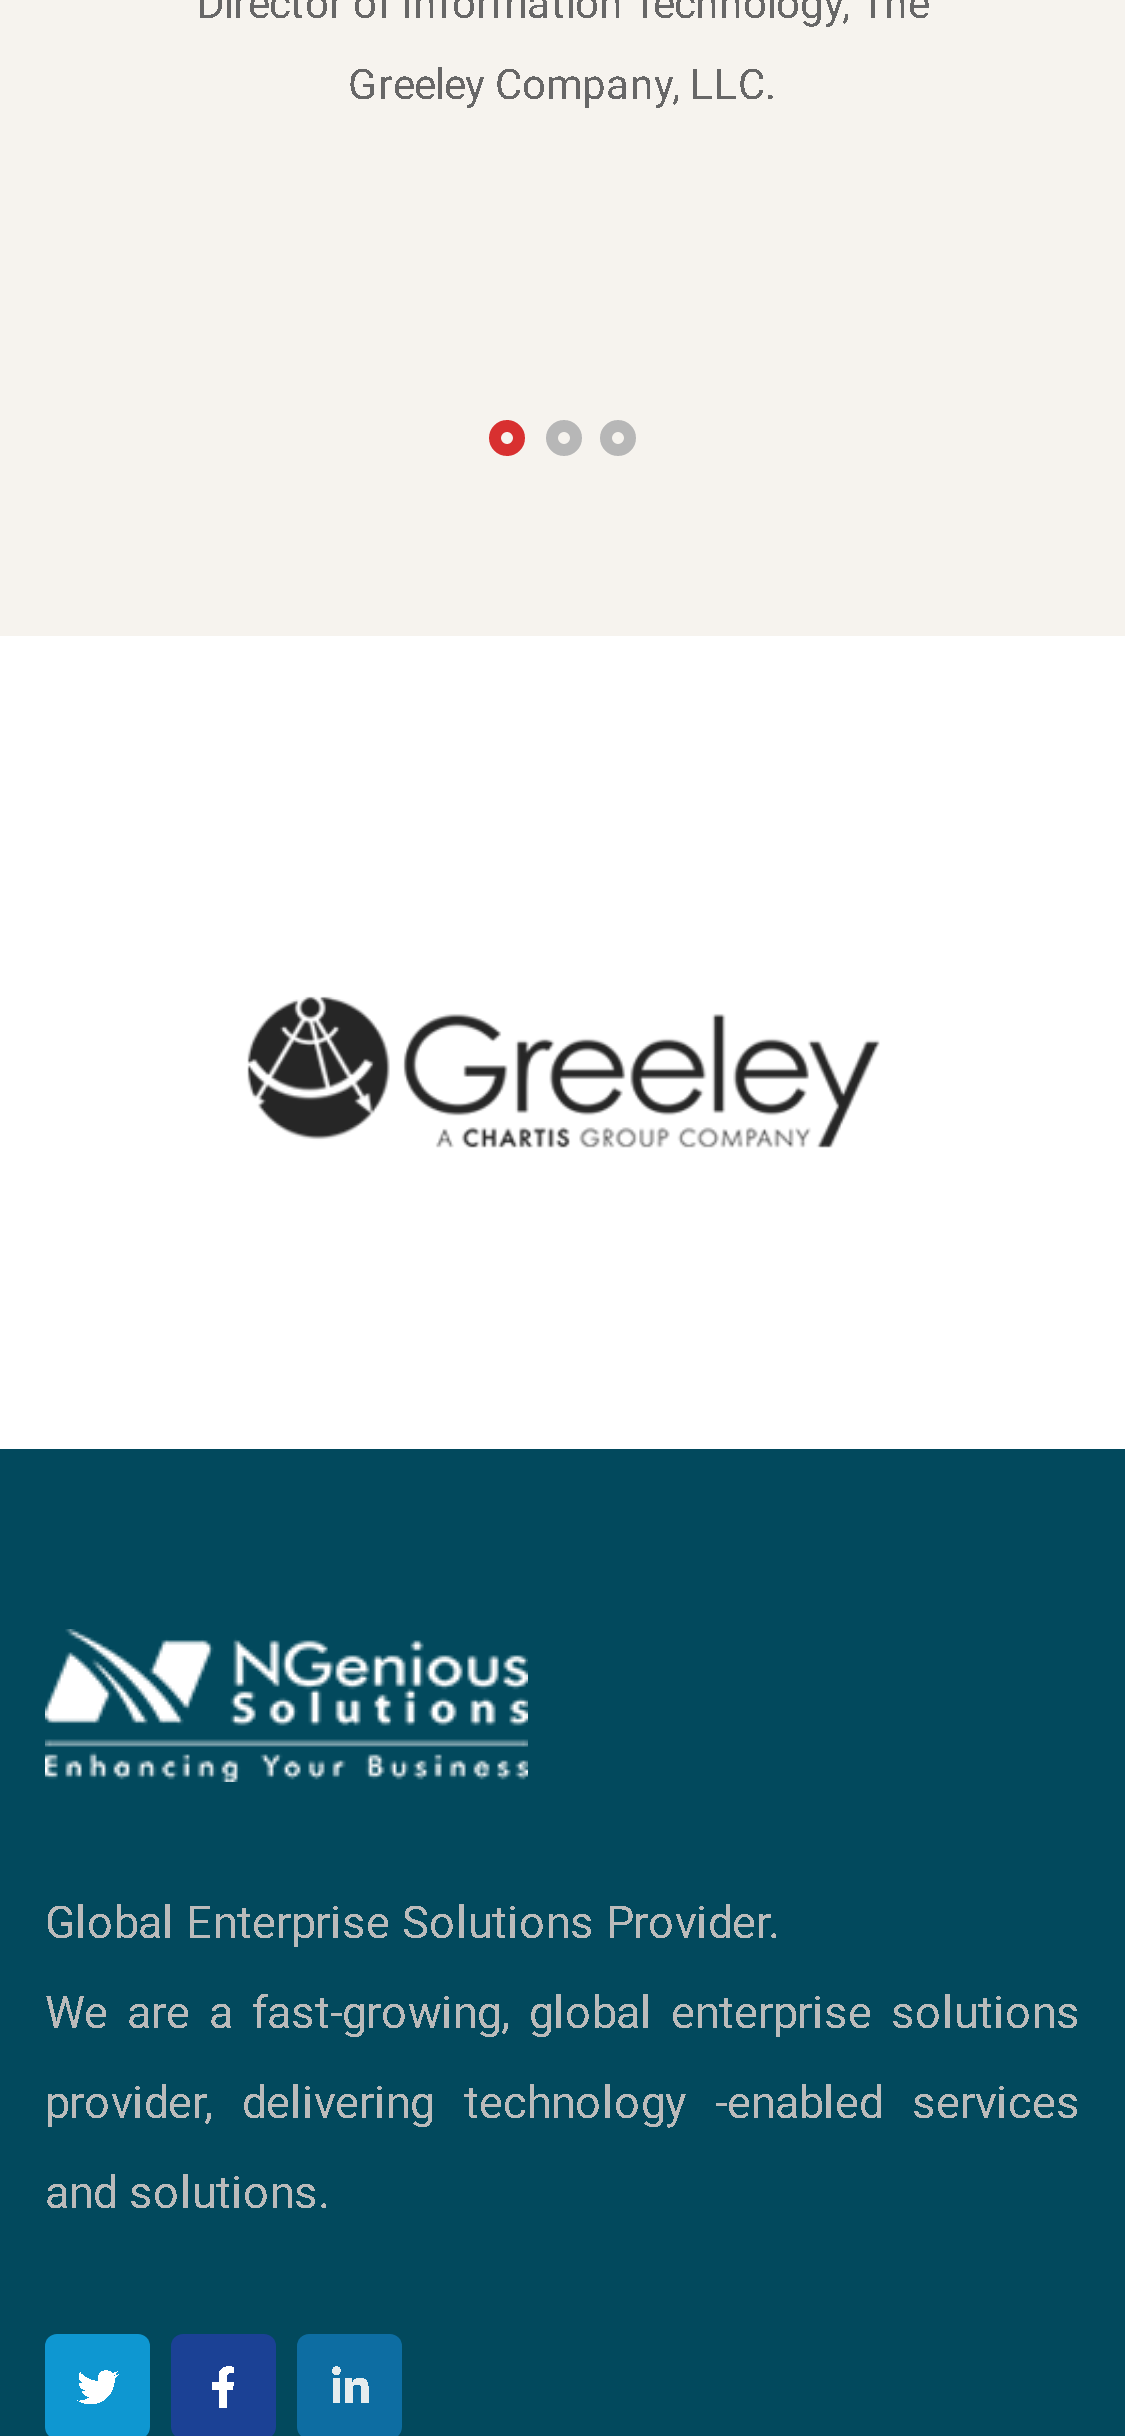 Director of Information Technology, The
Greeley Company, LLC.
Greeley
A CHARTIS GROUP COMPANY
NGenious
Solutions
Enhancing Your Business
Global Enterprise Solutions Provider.
We are a fast-growing, global enterprise solutions
provider, delivering technology -enabled services
and solutions.